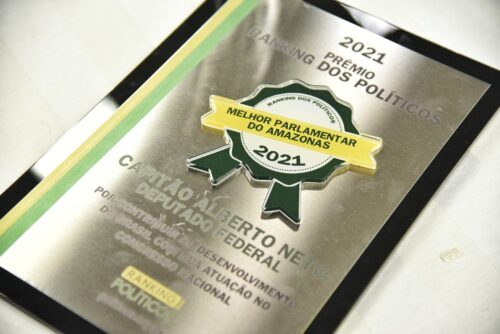 2021
PRÊMIO
RANKING DOS POLÍTICOS
RANKING DOS POLÍTICOS
MELHOR PARLAMENTAR
DO AMAZONAS
2021
CAPITÃO ALBERTO NETO
DEPUTADO FEDERAL
POR CONTRIBUIR AO DESENVOLVIMENTO
DO BRASIL COM SUA ATUAÇÃO NO
CONGRESSO NACIONAL
RANKING
POLÍTICOS